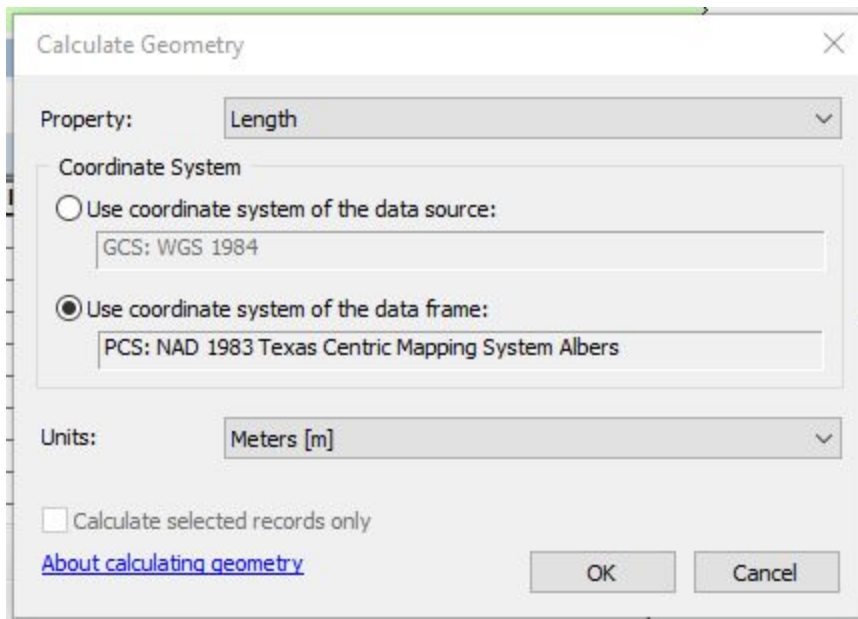 Calculate Geometry
Property: Length
Coordinate System
Use coordinate system of the data source:
GCS: WGS 1984
Use coordinate system of the data frame:
PCS: NAD 1983 Texas Centric Mapping System Albers
Units: Meters [m]
Calculate selected records only
About calculating geometry OK Cancel